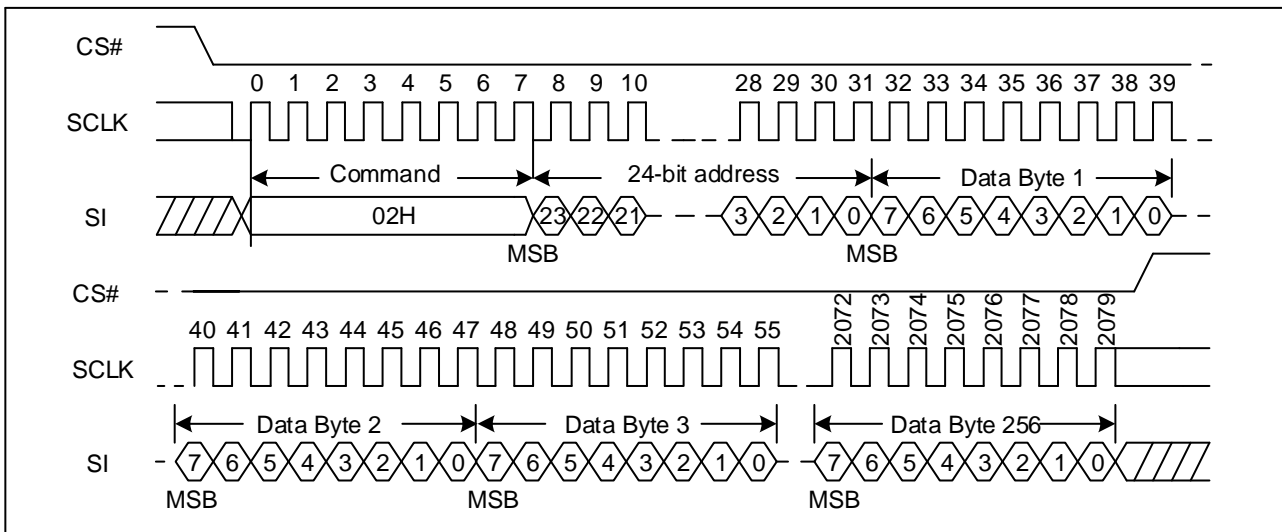 CS#
0 1 2 3 4 5 6 7 8 9 10 28 29 30 31 32 33 34 35 36 37 38 39
SCLK
Command 24-bit address Data Byte 1
SI 02H 23 22 21 3 2 1 0 7 6 5 4 3 2 1 0
MSB MSB
CS#
40 41 42 43 44 45 46 47 48 49 50 51 52 53 54 55 2072 2073 2074 2075 2076 2077 2078 2079
SCLK
Data Byte 2 Data Byte 3 Data Byte 256
SI 7 6 5 4 3 2 1 0 7 6 5 4 3 2 1 0 7 6 5 4 3 2 1 0
MSB MSB MSB